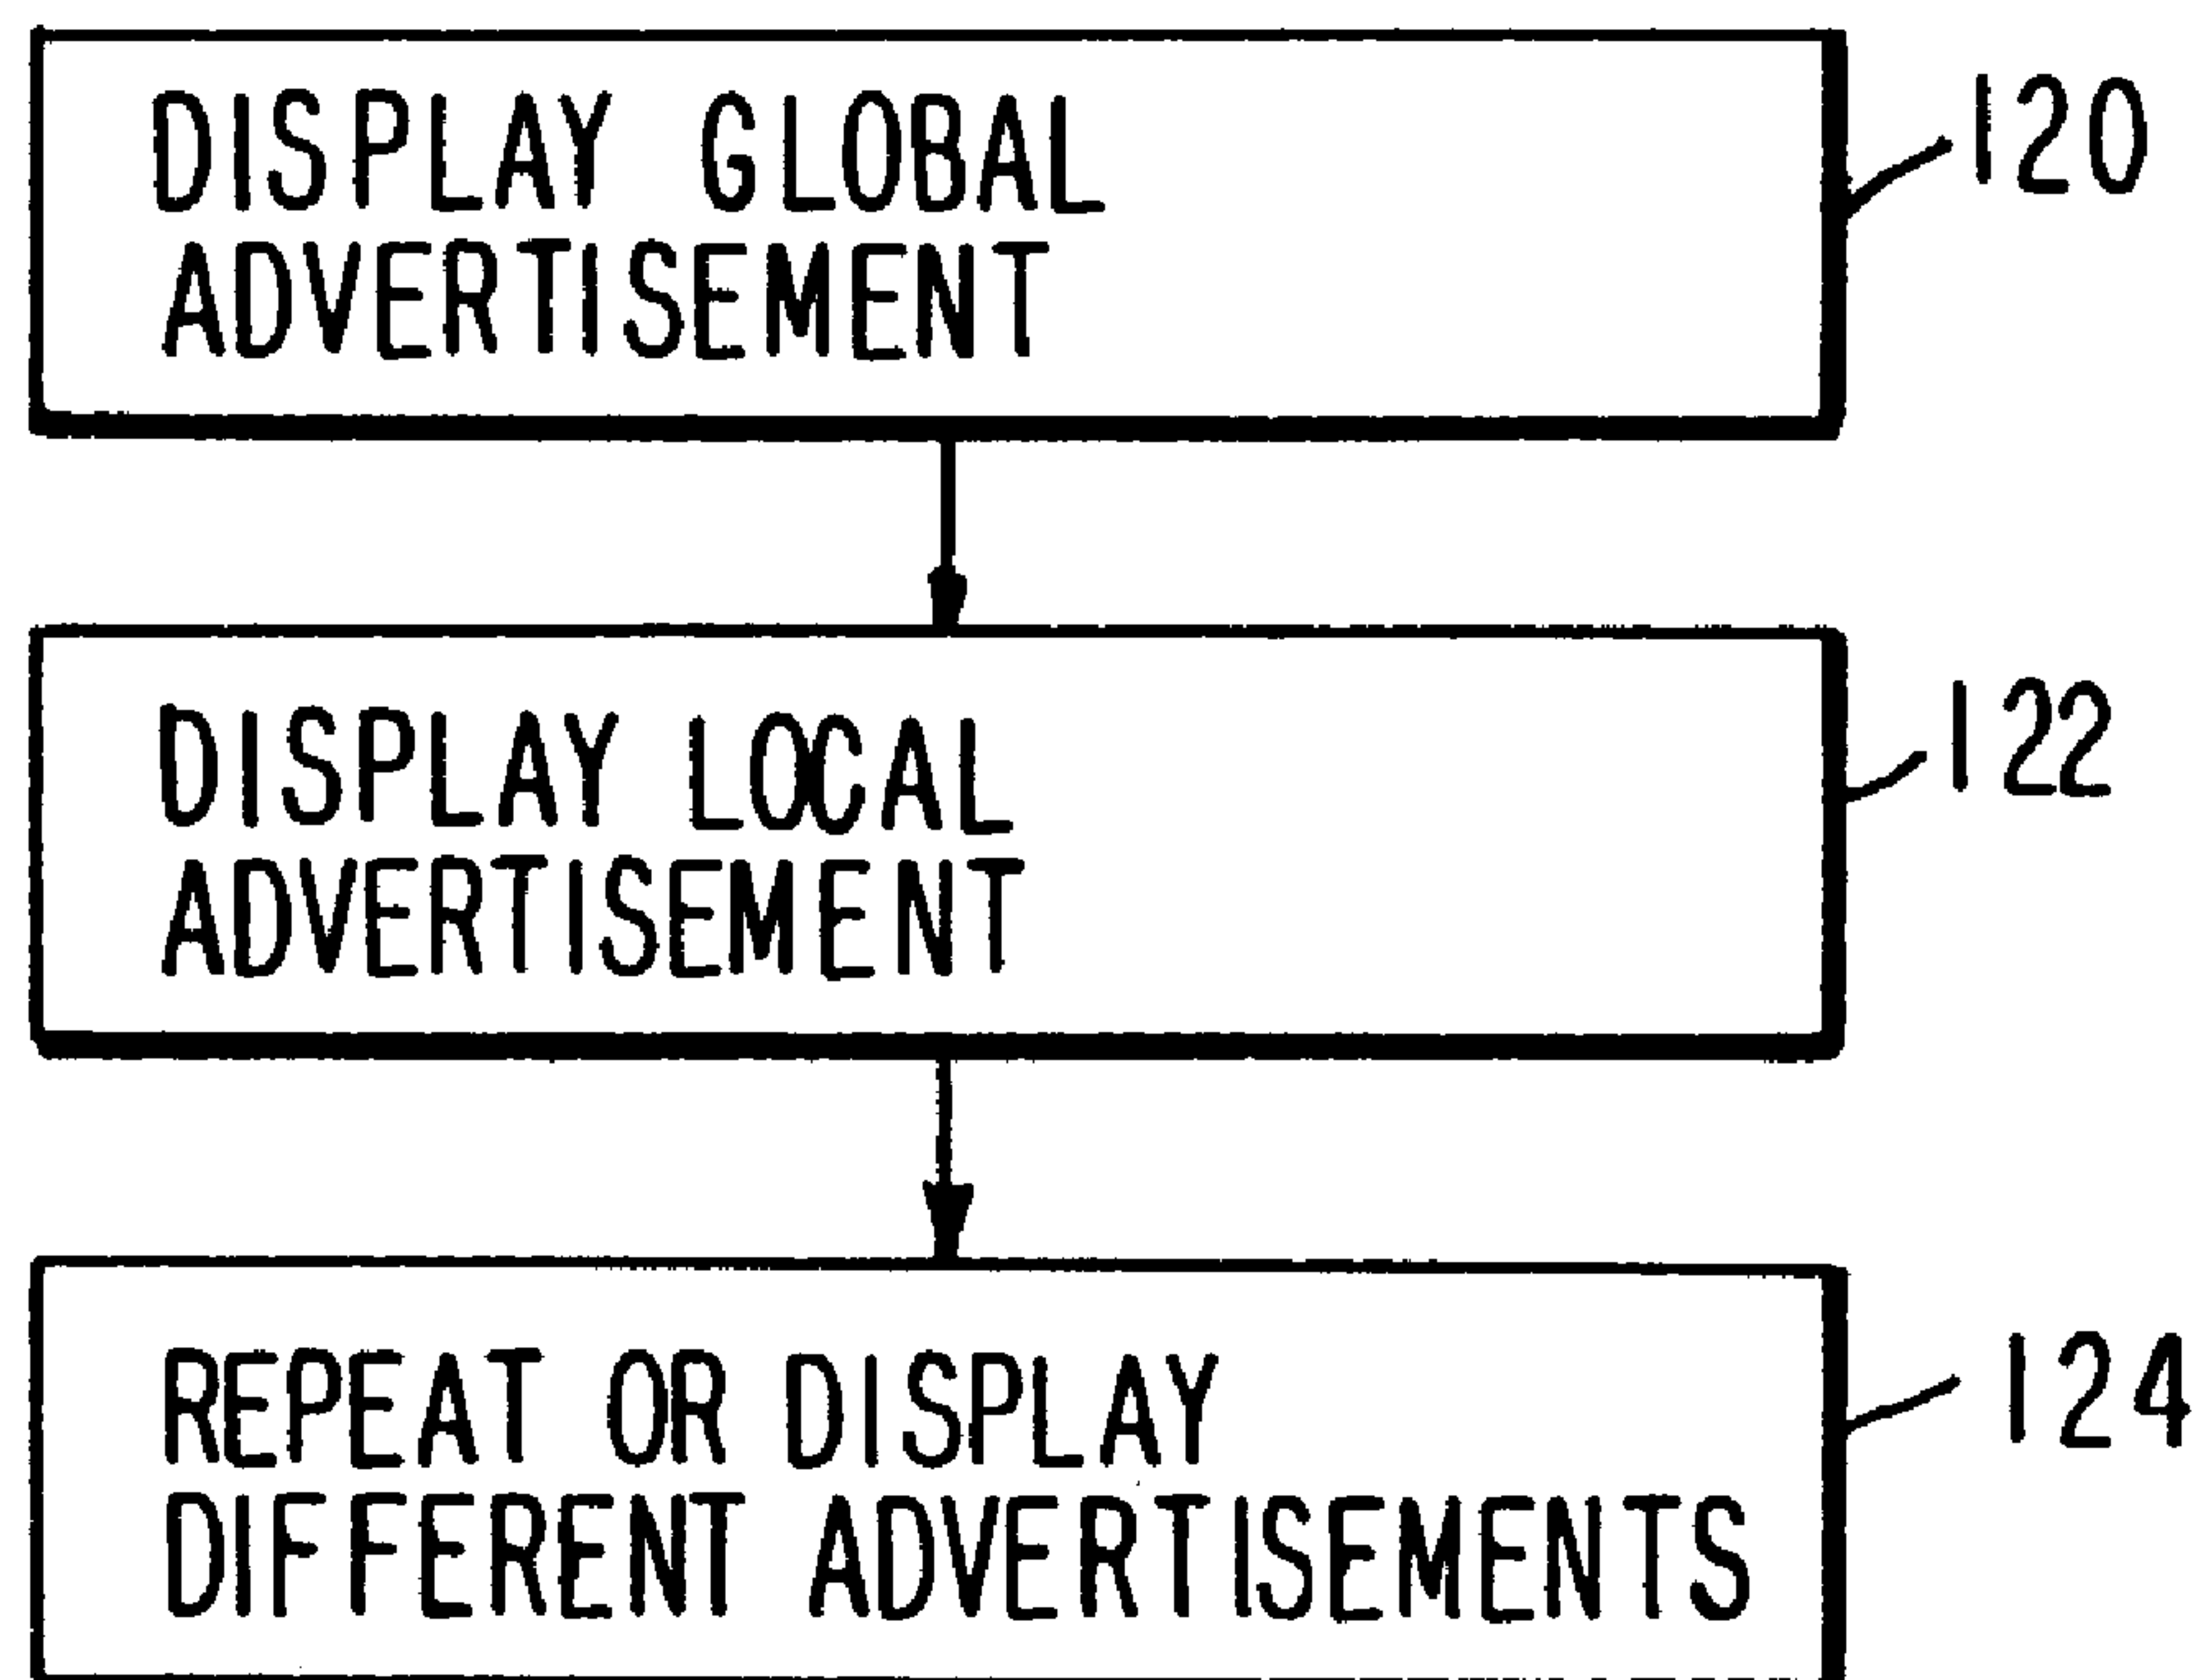 DISPLAY GLOBAL
ADVERTISEMENT
120
DISPLAY LOCAL
ADVERTISEMENT
122
REPEAT OR DISPLAY
DIFFERENT ADVERTISEMENTS
124